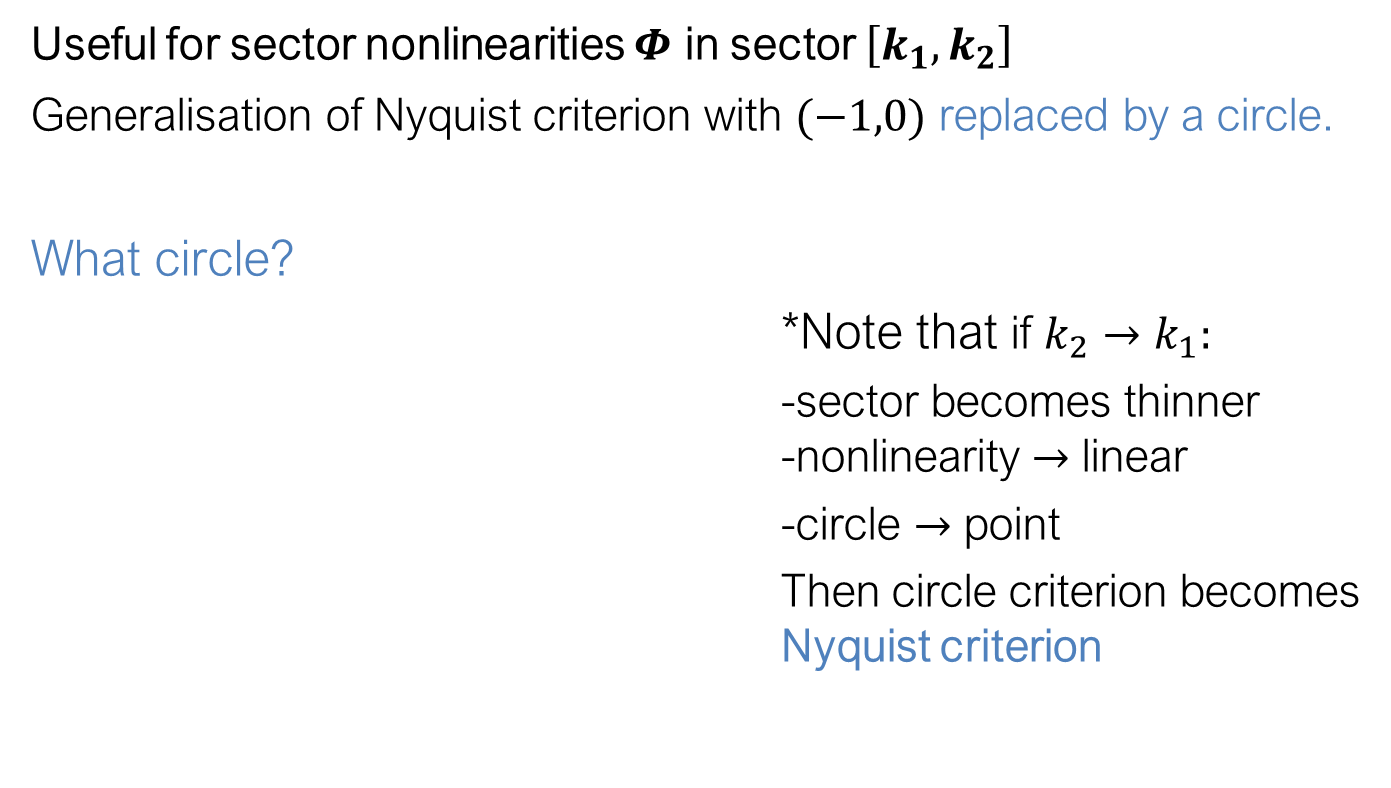 Useful for sector nonlinearities Φ in sector [k₁, k₂]
Generalisation of Nyquist criterion with (−1,0) replaced by a circle.
What circle?
*Note that if k₂ → k₁:
-sector becomes thinner
-nonlinearity → linear
-circle → point
Then circle criterion becomes
Nyquist criterion